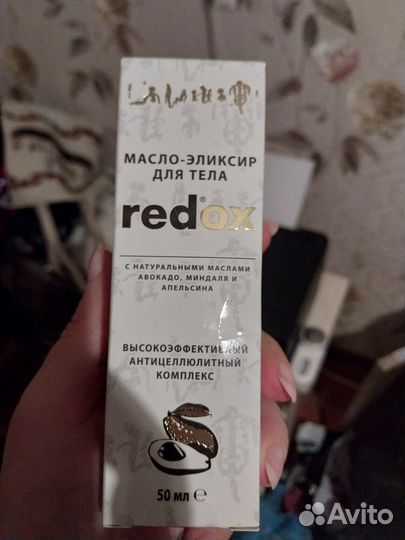 МАСЛО-ЭЛИКСИР
ДЛЯ ТЕЛА
redox®
С НАТУРАЛЬНЫМИ МАСЛАМИ
АВОКАДО, МИНДАЛЯ И
АПЕЛЬСИНА
ВЫСОКОЭФФЕКТИВНЫЙ
АНТИЦЕЛЛЮЛИТНЫЙ
КОМПЛЕКС
50 мл ℮
Avito